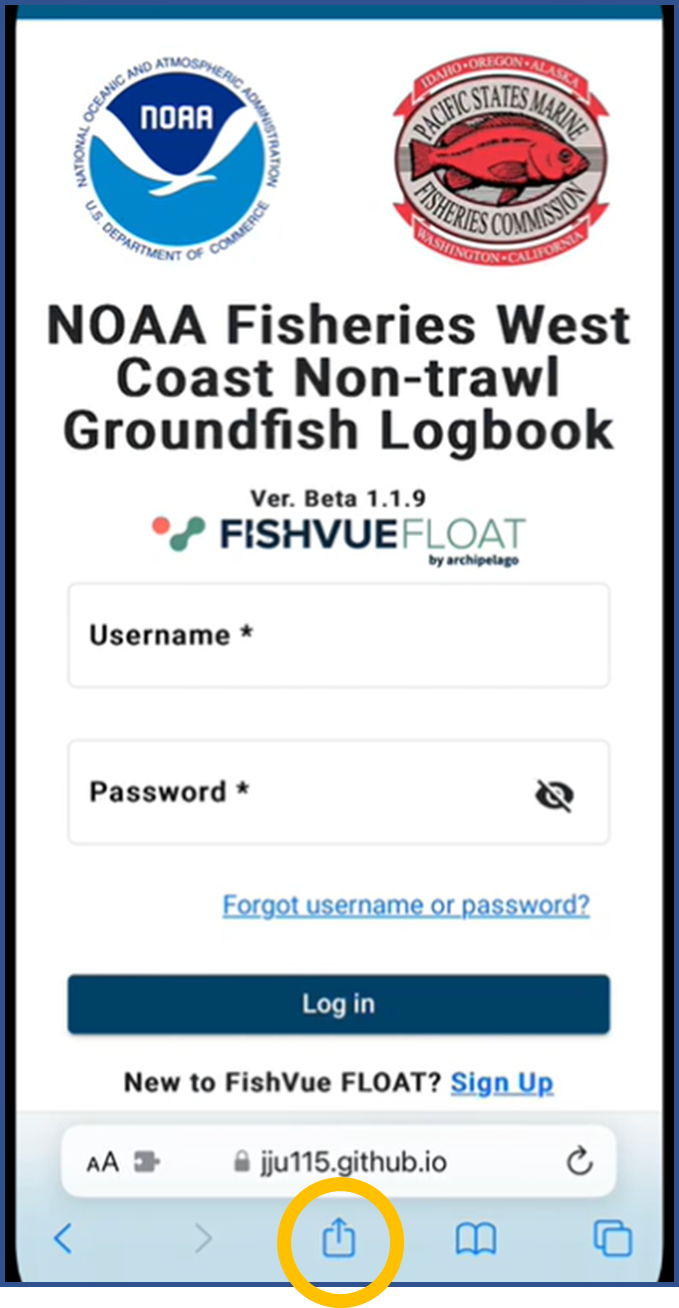 NATIONAL OCEANIC AND ATMOSPHERIC ADMINISTRATION
NOAA
U.S. DEPARTMENT OF COMMERCE
IDAHO • OREGON • ALASKA
PACIFIC STATES MARINE
FISHERIES COMMISSION
WASHINGTON • CALIFORNIA
NOAA Fisheries West
Coast Non-trawl
Groundfish Logbook
Ver. Beta 1.1.9
FISHVUEFLOAT
by archipelago
Username *
Password *
Forgot username or password?
Log in
New to FishVue FLOAT? Sign Up
AA jju115.github.io